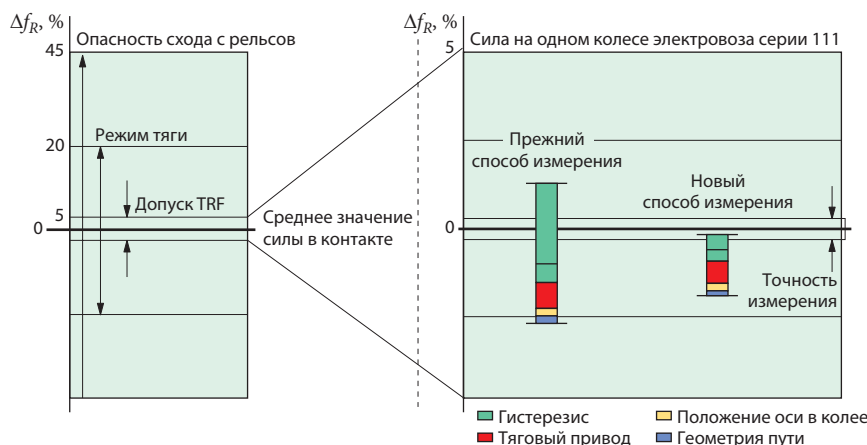 Δf_R, %
Опасность схода с рельсов
45
Режим тяги
20
Допуск TRF
5
0
Среднее значение
силы в контакте
Δf_R, %
Сила на одном колесе электровоза серии 111
5
Прежний
способ измерения
Новый
способ измерения
0
Точность
измерения
Гистерезис
Положение оси в колее
Тяговый привод
Геометрия пути